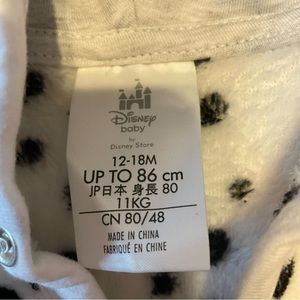 Disney
baby
by
Disney Store
12-18M
UP TO 86 cm
JP日本 身長 80
11KG
CN 80/48
MADE IN CHINA
FABRIQUÉ EN CHINE